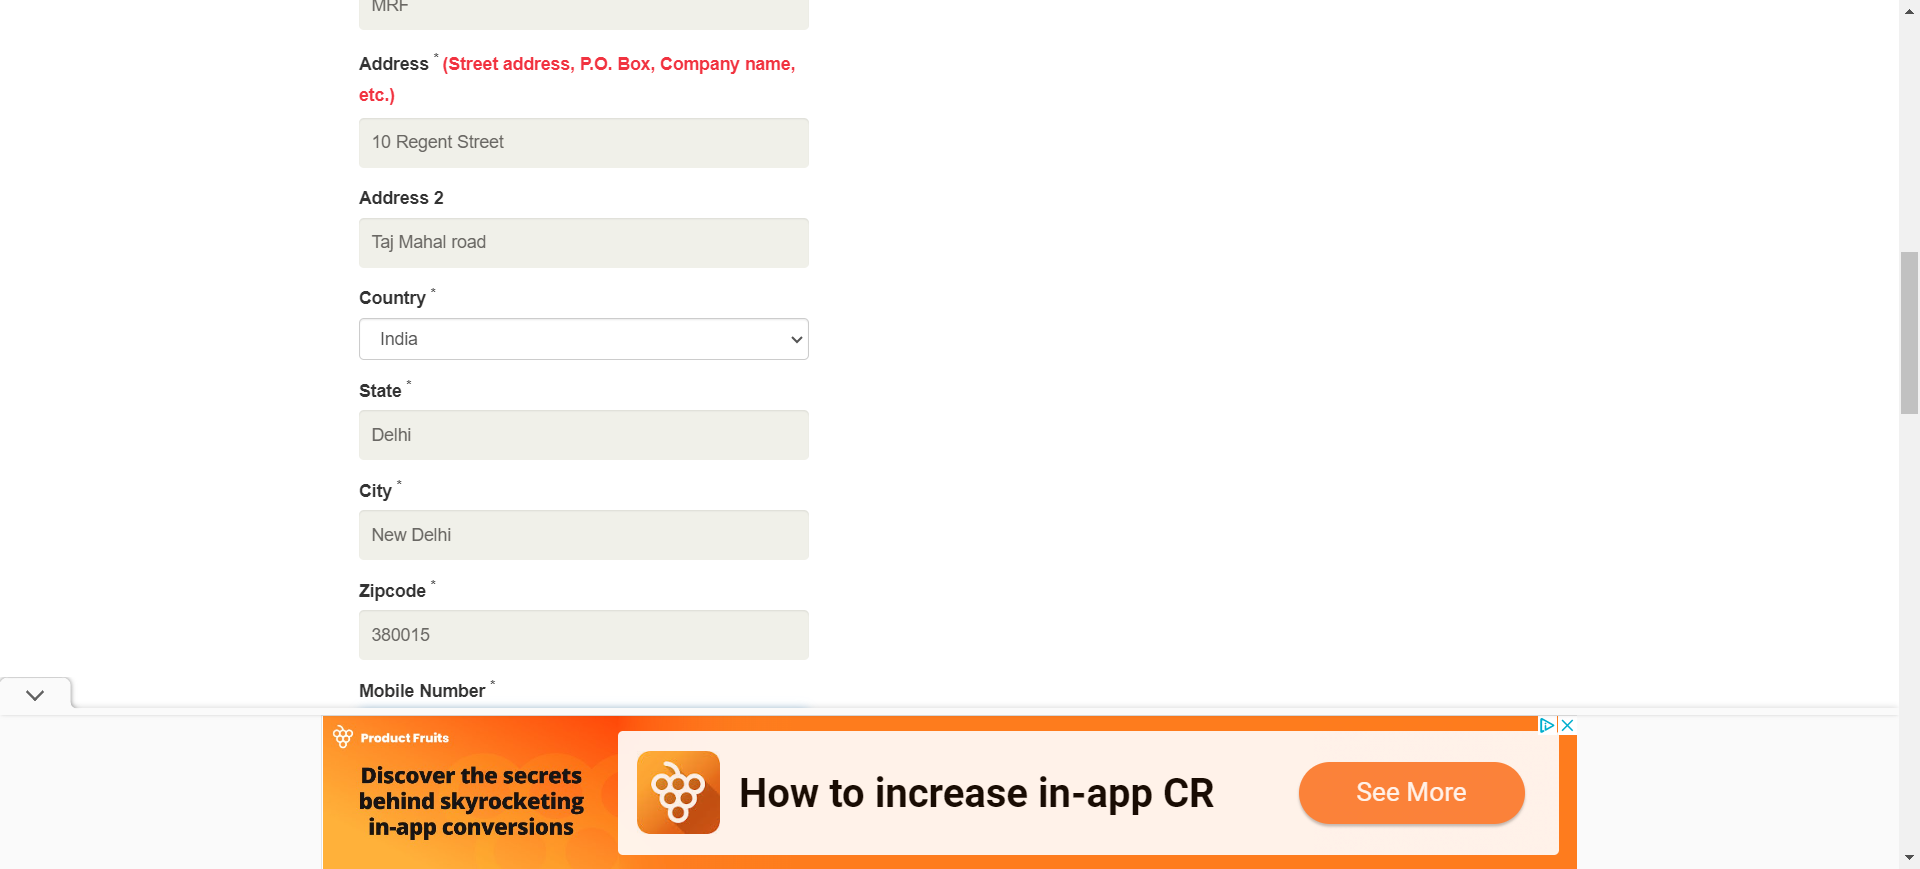 MRF
Address * (Street address, P.O. Box, Company name,
etc.)
10 Regent Street
Address 2
Taj Mahal road
Country *
India
State *
Delhi
City *
New Delhi
Zipcode *
380015
Mobile Number *
Product Fruits
Discover the secrets
behind skyrocketing
in-app conversions
How to increase in-app CR
See More